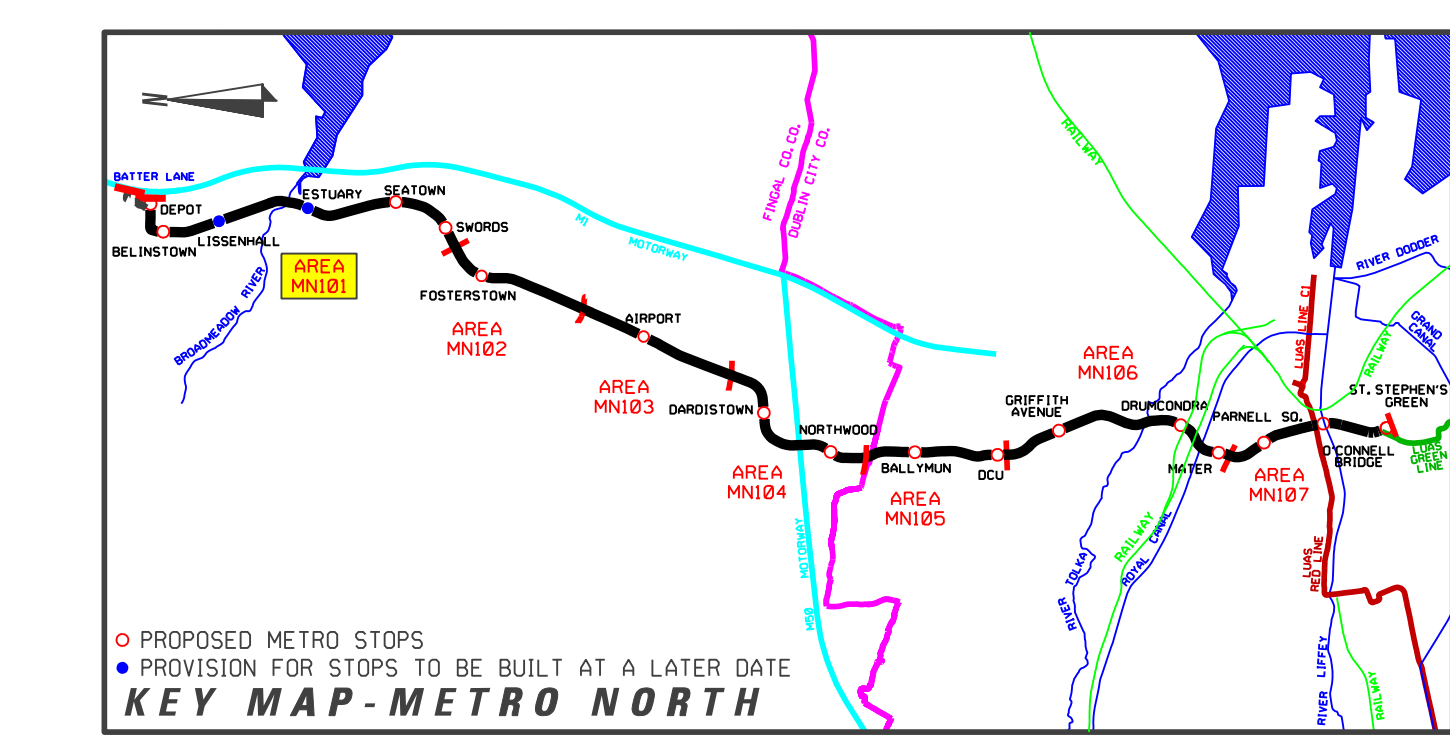 BATTER LANE
DEPOT
BELINSTOWN
LISSENHALL
ESTUARY
SEATOWN
SWORDS
AREA
MN101
BROADMEADOW RIVER
FOSTERSTOWN
AREA
MN102
M1
MOTORWAY
FINGAL CO. CO.
DUBLIN CITY CO.
AIRPORT
AREA
MN103
DARDISTOWN
NORTHWOOD
AREA
MN104
MOTORWAY
M50
BALLYMUN
AREA
MN105
DCU
GRIFFITH
AVENUE
AREA
MN106
RAILWAY
DRUMCONDRA
MATER
PARNELL SQ.
AREA
MN107
O'CONNELL
BRIDGE
ST. STEPHEN'S
GREEN
LUAS
GREEN
LINE
LUAS LINE C1
RIVER DODDER
GRAND
CANAL
RAILWAY
RAILWAY
ROYAL CANAL
RIVER TOLKA
LUAS
RED LINE
RIVER LIFFEY
RAILWAY
PROPOSED METRO STOPS
PROVISION FOR STOPS TO BE BUILT AT A LATER DATE
KEY MAP-METRO NORTH